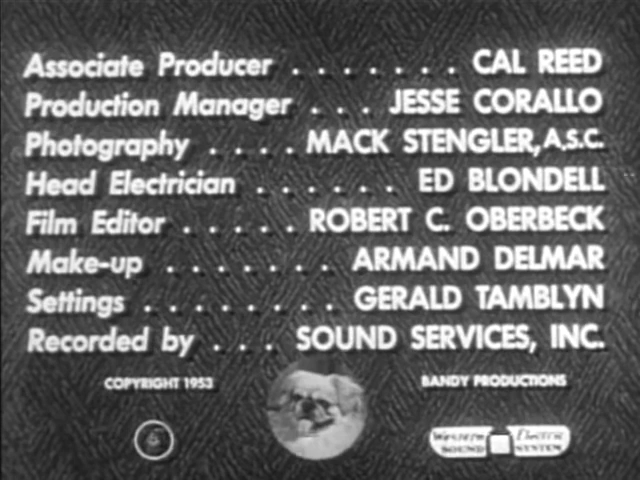 Associate Producer . . . . . . . CAL REED
Production Manager . . . JESSE CORALLO
Photography . . . . MACK STENGLER, A.S.C.
Head Electrician . . . . . . ED BLONDELL
Film Editor . . . . . ROBERT C. OBERBECK
Make-up . . . . . . . ARMAND DELMAR
Settings . . . . . . . . GERALD TAMBLYN
Recorded by . . . SOUND SERVICES, INC.
COPYRIGHT 1953 BANDY PRODUCTIONS
Western Electric
SOUND SYSTEM